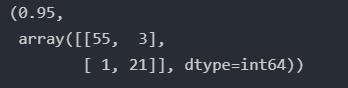 (0.95,
 array([[55,  3],
        [ 1, 21]], dtype=int64))